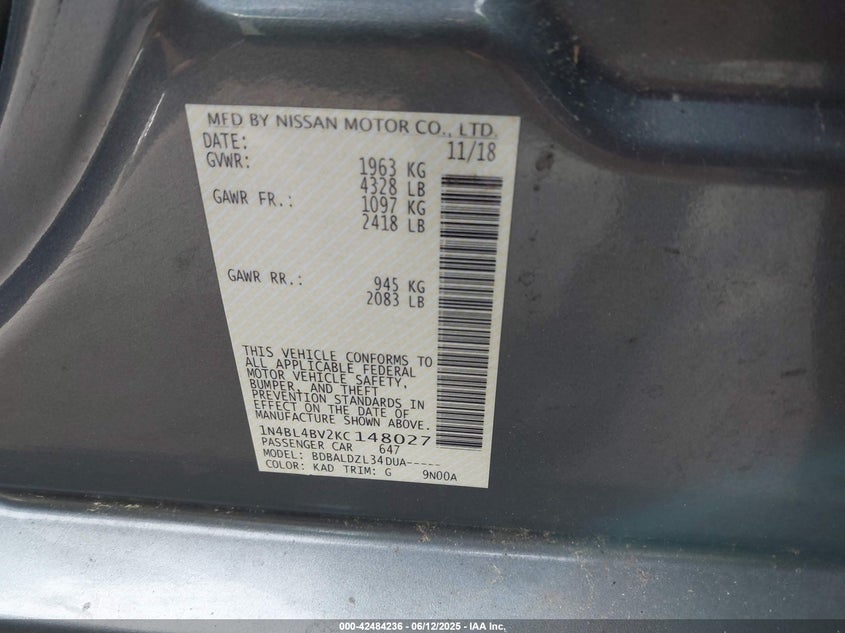 MFD BY NISSAN MOTOR CO., LTD.
DATE: 11/18
GVWR: 1963 KG
4328 LB
GAWR FR.: 1097 KG
2418 LB
GAWR RR.: 945 KG
2083 LB
THIS VEHICLE CONFORMS TO
ALL APPLICABLE FEDERAL
MOTOR VEHICLE SAFETY,
BUMPER, AND THEFT
PREVENTION STANDARDS IN
EFFECT ON THE DATE OF
MANUFACTURE SHOWN ABOVE.
1N4BL4BV2KC148027
PASSENGER CAR 647
MODEL: BDBALDZL34DUA-----
COLOR: KAD TRIM: G 9N00A
000-42484236 - 06/12/2025 - IAA Inc.